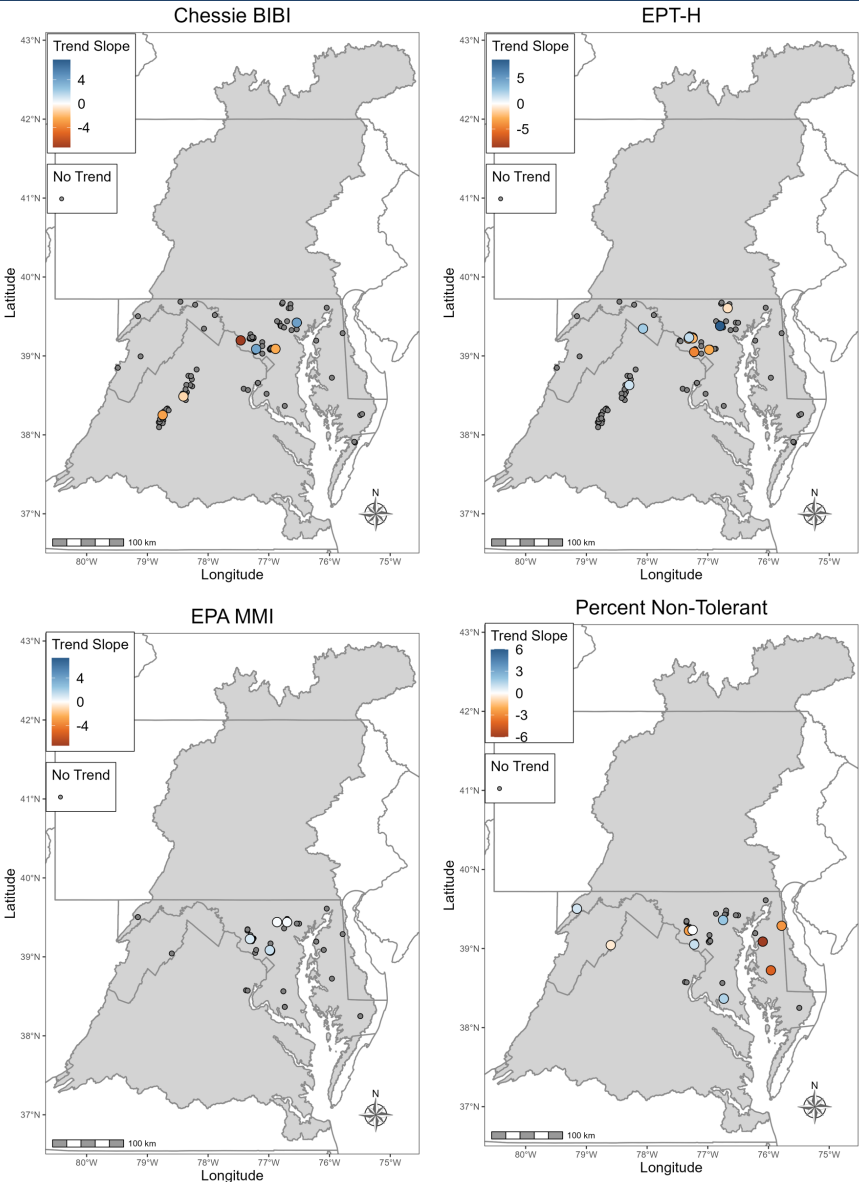 Chessie BIBI
Trend Slope
4
0
-4
No Trend
43°N
42°N
41°N
40°N
39°N
38°N
37°N
Latitude
N
100 km
80°W
79°W
78°W
77°W
76°W
75°W
Longitude
EPT-H
Trend Slope
5
0
-5
No Trend
43°N
42°N
41°N
40°N
39°N
38°N
37°N
Latitude
N
100 km
80°W
79°W
78°W
77°W
76°W
75°W
Longitude
EPA MMI
Trend Slope
4
0
-4
No Trend
43°N
42°N
41°N
40°N
39°N
38°N
37°N
Latitude
N
100 km
80°W
79°W
78°W
77°W
76°W
75°W
Longitude
Percent Non-Tolerant
Trend Slope
6
3
0
-3
-6
No Trend
43°N
42°N
41°N
40°N
39°N
38°N
37°N
Latitude
N
100 km
80°W
79°W
78°W
77°W
76°W
75°W
Longitude